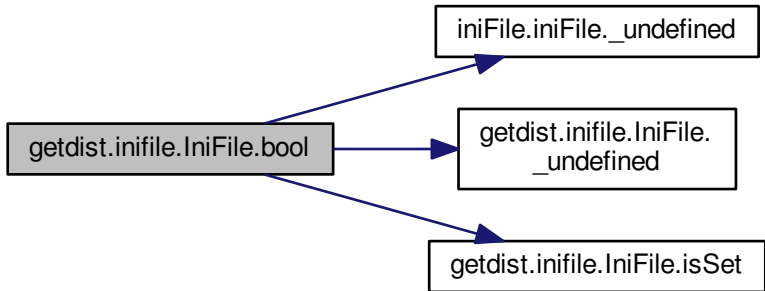 iniFile.iniFile._undefined
getdist.inifile.IniFile.bool
getdist.inifile.IniFile.
_undefined
getdist.inifile.IniFile.isSet